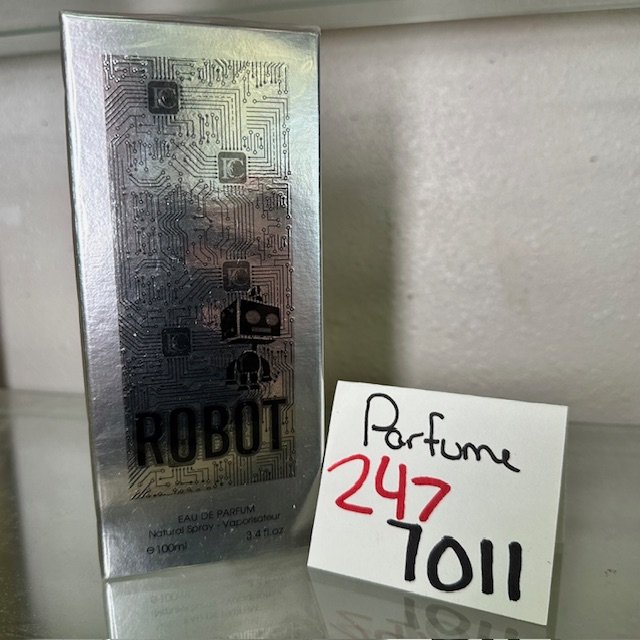 ROBOT
EAU DE PARFUM
Natural Spray - Vaporisateur
e 100ml 3.4 fl.oz
Parfume
247
7011